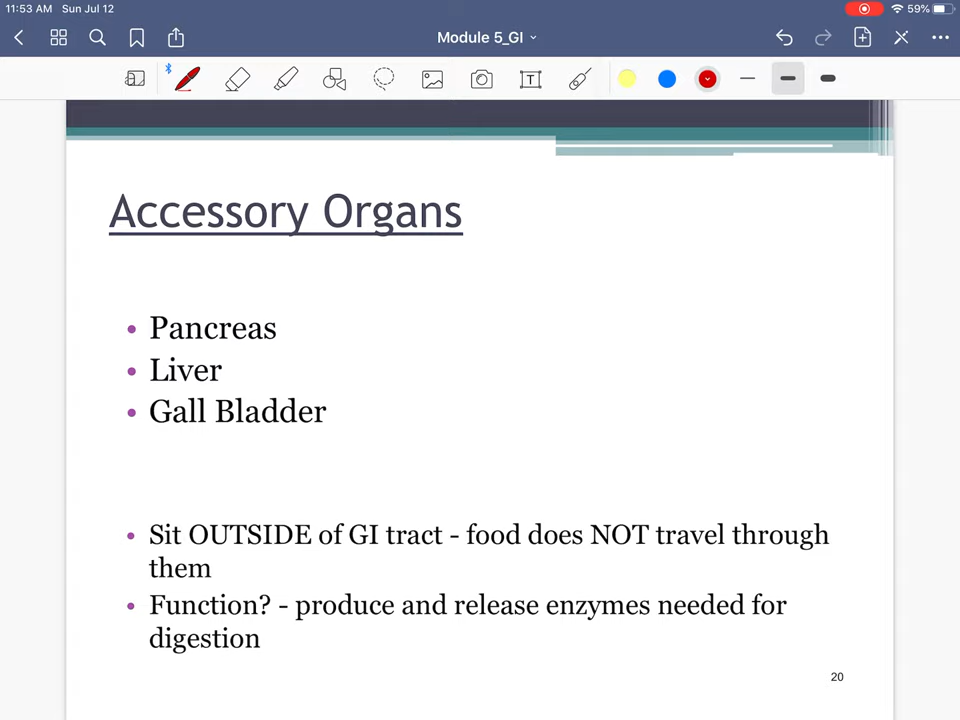 11:53 AM Sun Jul 12
59%
Module 5_GI
Accessory Organs
• Pancreas
• Liver
• Gall Bladder
• Sit OUTSIDE of GI tract - food does NOT travel through
them
• Function? - produce and release enzymes needed for
digestion
20